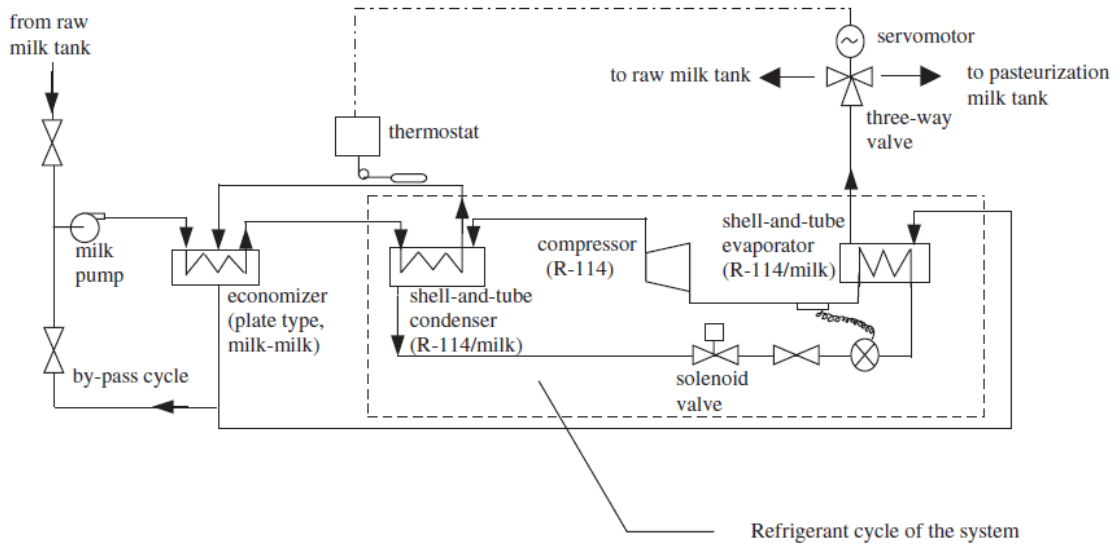 from raw
milk tank
servomotor
to raw milk tank
to pasteurization
milk tank
three-way
valve
thermostat
milk
pump
economizer
(plate type,
milk-milk)
shell-and-tube
condenser
(R-114/milk)
compressor
(R-114)
shell-and-tube
evaporator
(R-114/milk)
solenoid
valve
by-pass cycle
Refrigerant cycle of the system